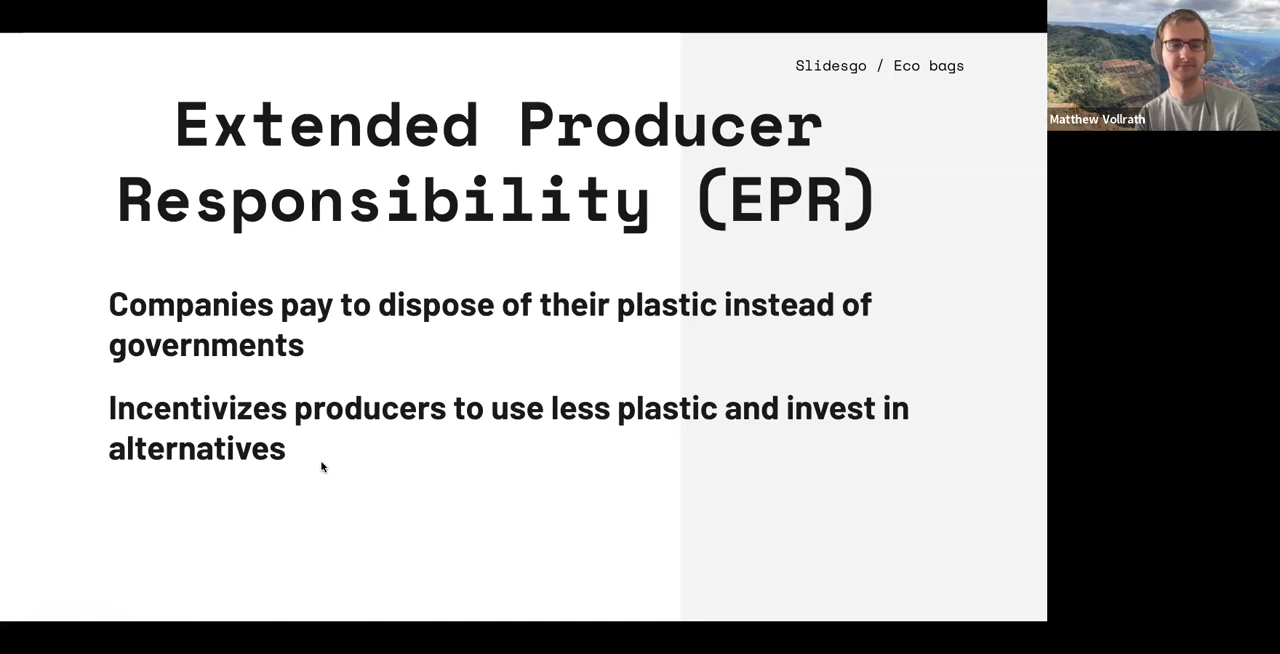 Slidesgo / Eco bags
Extended Producer
Responsibility (EPR)
Companies pay to dispose of their plastic instead of
governments
Incentivizes producers to use less plastic and invest in
alternatives
Matthew Vollrath